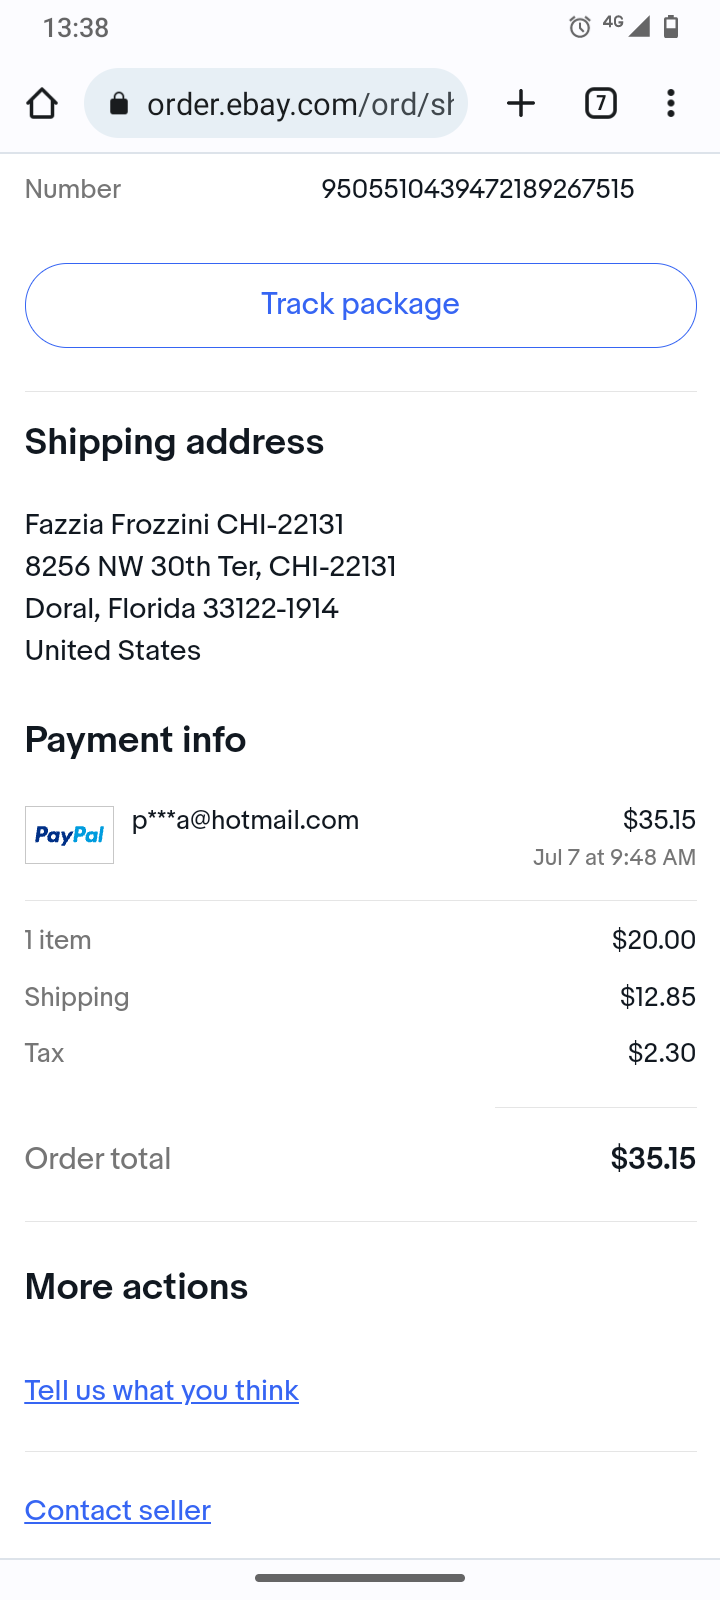 13:38
4G
order.ebay.com/ord/sh
7
Number 9505510439472189267515
Track package
Shipping address
Fazzia Frozzini CHI-22131
8256 NW 30th Ter, CHI-22131
Doral, Florida 33122-1914
United States
Payment info
PayPal p***a@hotmail.com $35.15
Jul 7 at 9:48 AM
1 item $20.00
Shipping $12.85
Tax $2.30
Order total $35.15
More actions
Tell us what you think
Contact seller